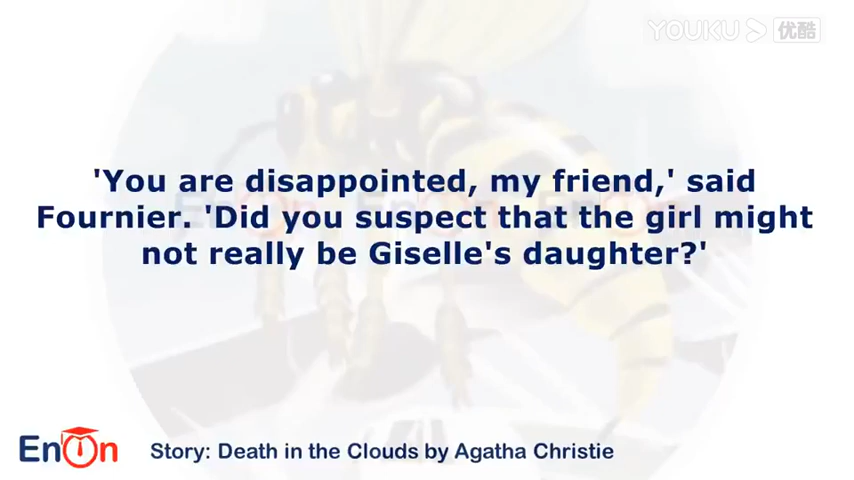 YOUKU 优酷
'You are disappointed, my friend,' said
Fournier. 'Did you suspect that the girl might
not really be Giselle's daughter?'
EnOn
Story: Death in the Clouds by Agatha Christie